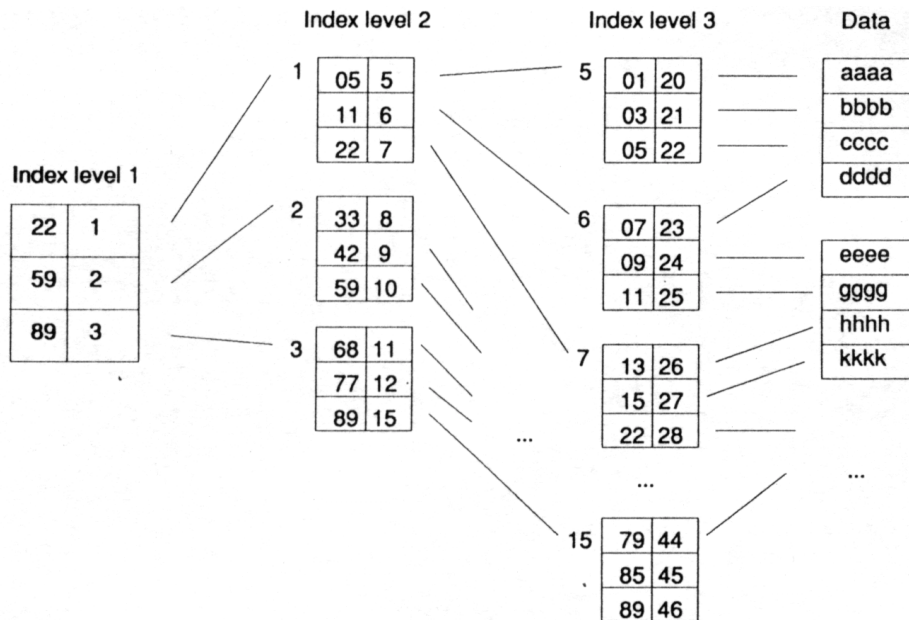 Index level 1
22 1
59 2
89 3
Index level 2
1
05 5
11 6
22 7
2
33 8
42 9
59 10
3
68 11
77 12
89 15
...
Index level 3
5
01 20
03 21
05 22
6
07 23
09 24
11 25
7
13 26
15 27
22 28
...
15
79 44
85 45
89 46
Data
aaaa
bbbb
cccc
dddd
eeee
gggg
hhhh
kkkk
...